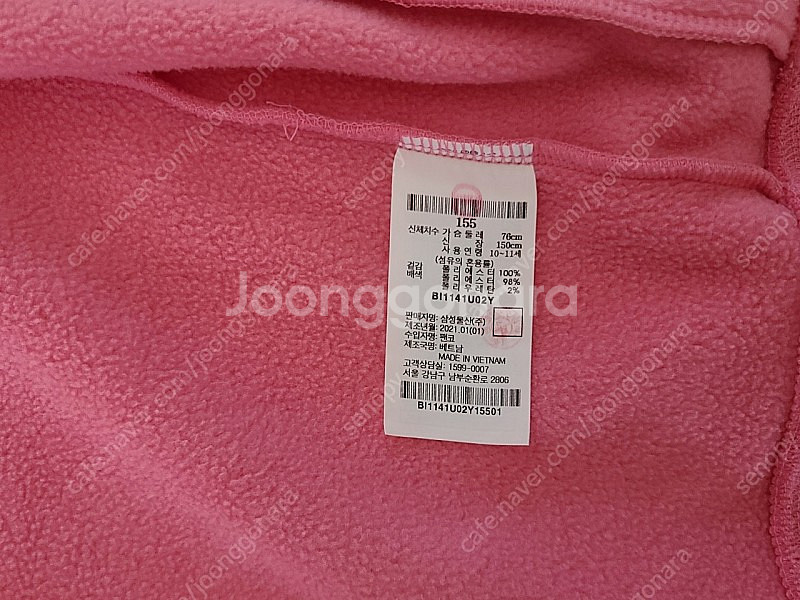 155
신체치수 가 슴 둘 레 76cm
신 장 150cm
사 용 연 령 10~11세
(섬유의 혼용률)
겉감 폴 리 에 스 터 100%
배색 폴 리 에 스 터 98%
폴 리 우 레 탄 2%
BI1141U02Y
Joonggonara
판매자명: 삼성물산(주)
제조년월: 2021.01(01)
수입자명: 팬코
제조국명: 베트남
MADE IN VIETNAM
고객상담실: 1599-0007
서울 강남구 남부순환로 2806
BI1141U02Y15501
cafe.naver.com/joonggonara